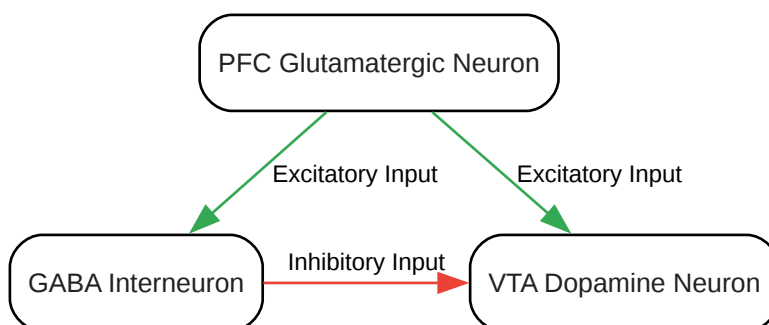 PFC Glutamatergic Neuron
Excitatory Input
Excitatory Input
GABA Interneuron
Inhibitory Input
VTA Dopamine Neuron